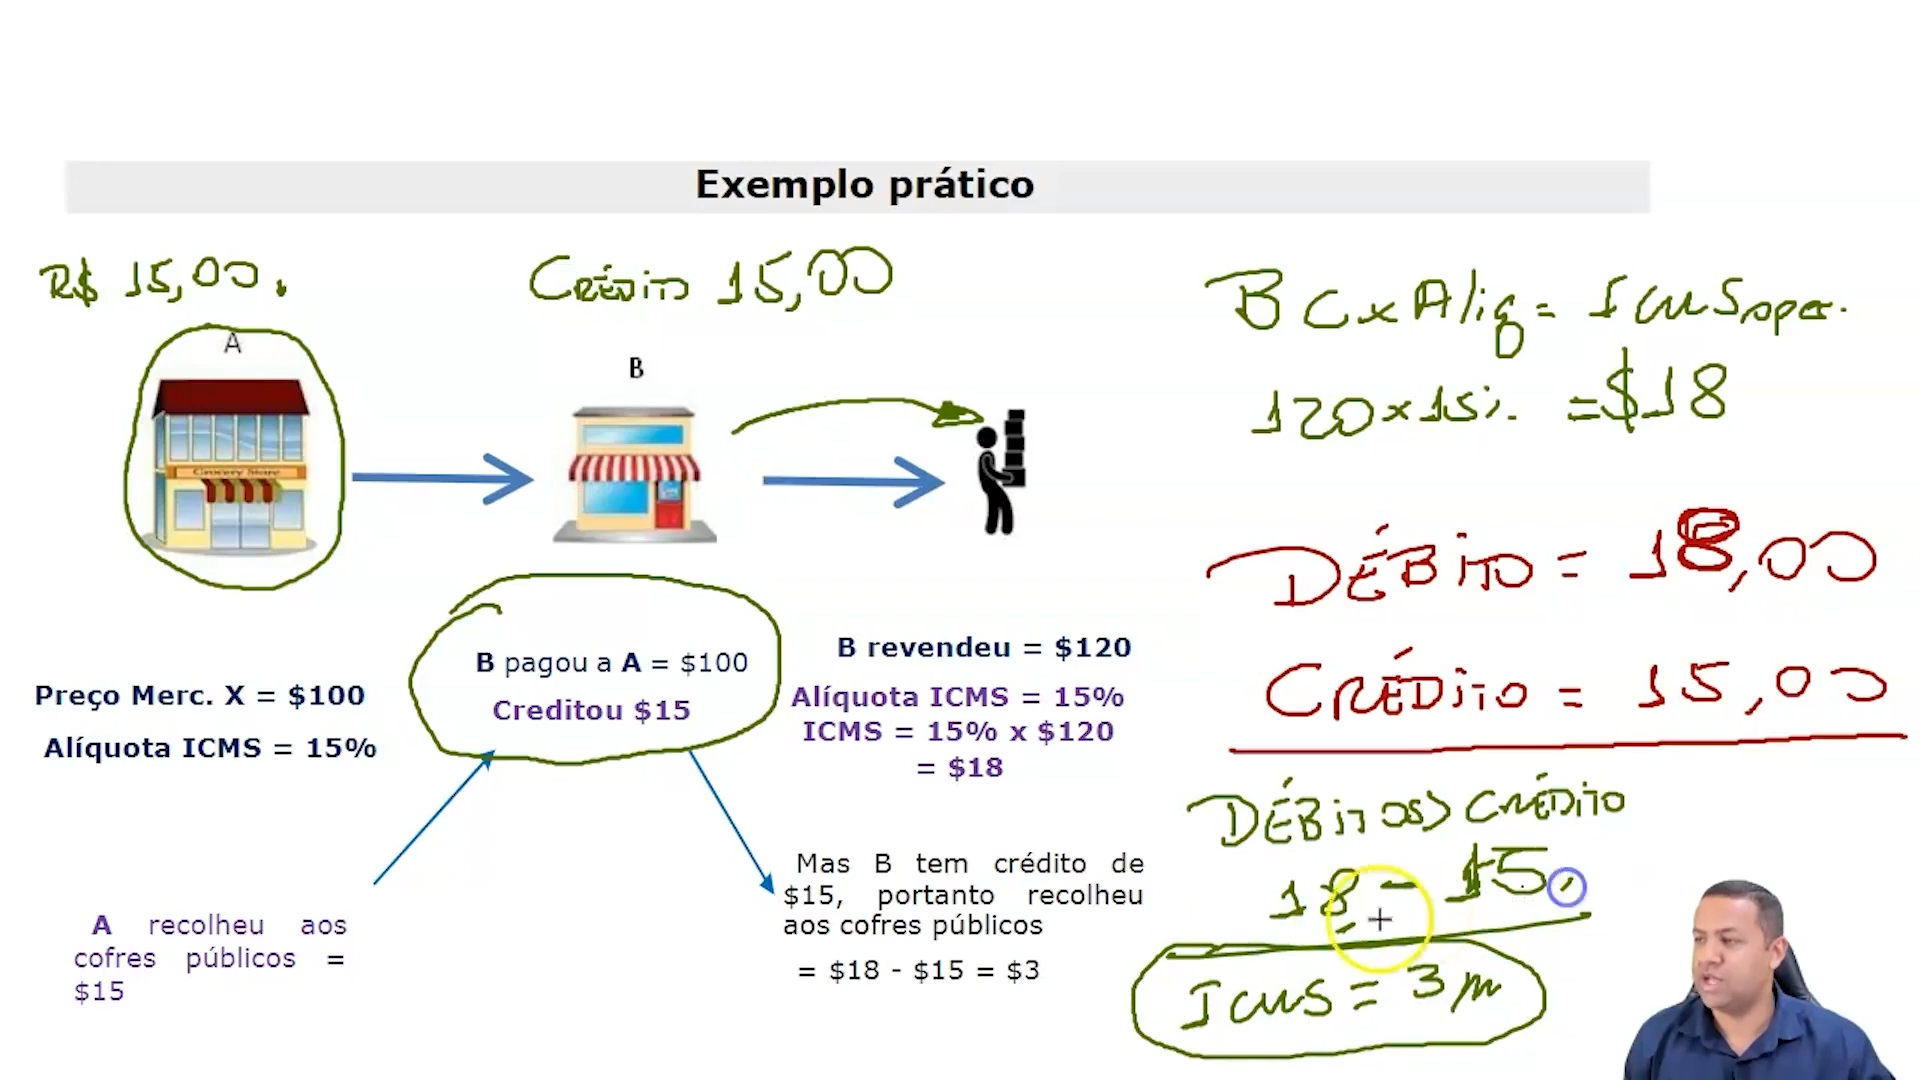 Exemplo prático
R$ 15,00.
CRÉDITO 15,00
A
B
Grocery Store
Preço Merc. X = $100
Alíquota ICMS = 15%
B pagou a A = $100
Creditou $15
B revendeu = $120
Alíquota ICMS = 15%
ICMS = 15% x $120
= $18
A recolheu aos
cofres públicos =
$15
Mas B tem crédito de
$15, portanto recolheu
aos cofres públicos
= $18 - $15 = $3
BC x Aliq = ICMS oper.
120 x 15% = $18
DÉBITO = 18,00
CRÉDITO = 15,00
CRÉDITO
18 - 15,
ICMS = 3